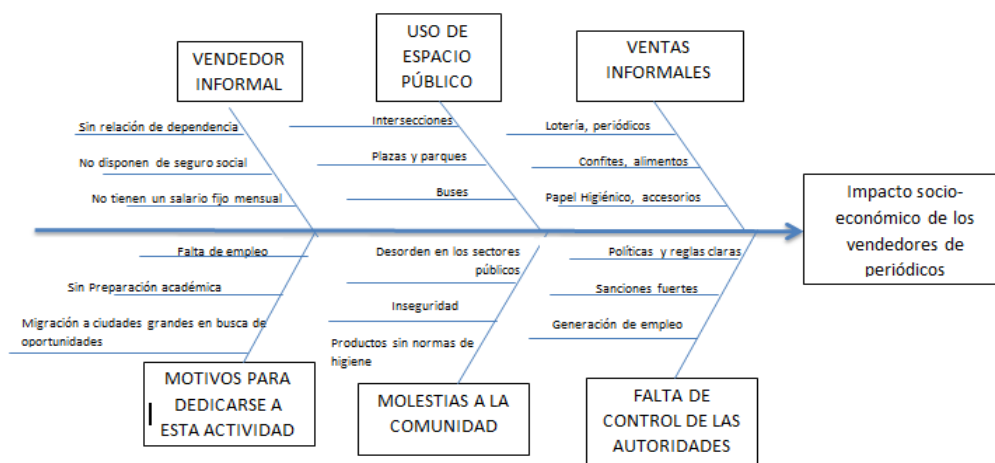 VENDEDOR
INFORMAL
USO DE
ESPACIO
PÚBLICO
VENTAS
INFORMALES
Sin relación de dependencia
No disponen de seguro social
No tienen un salario fijo mensual
Intersecciones
Plazas y parques
Buses
Lotería, periódicos
Confites, alimentos
Papel Higiénico, accesorios
Impacto socio-
económico de los
vendedores de
periódicos
Falta de empleo
Sin Preparación académica
Migración a ciudades grandes en busca de
oportunidades
Desorden en los sectores
públicos
Inseguridad
Productos sin normas de
higiene
Políticas y reglas claras
Sanciones fuertes
Generación de empleo
MOTIVOS PARA
DEDICARSE A
ESTA ACTIVIDAD
MOLESTIAS A LA
COMUNIDAD
FALTA DE
CONTROL DE LAS
AUTORIDADES